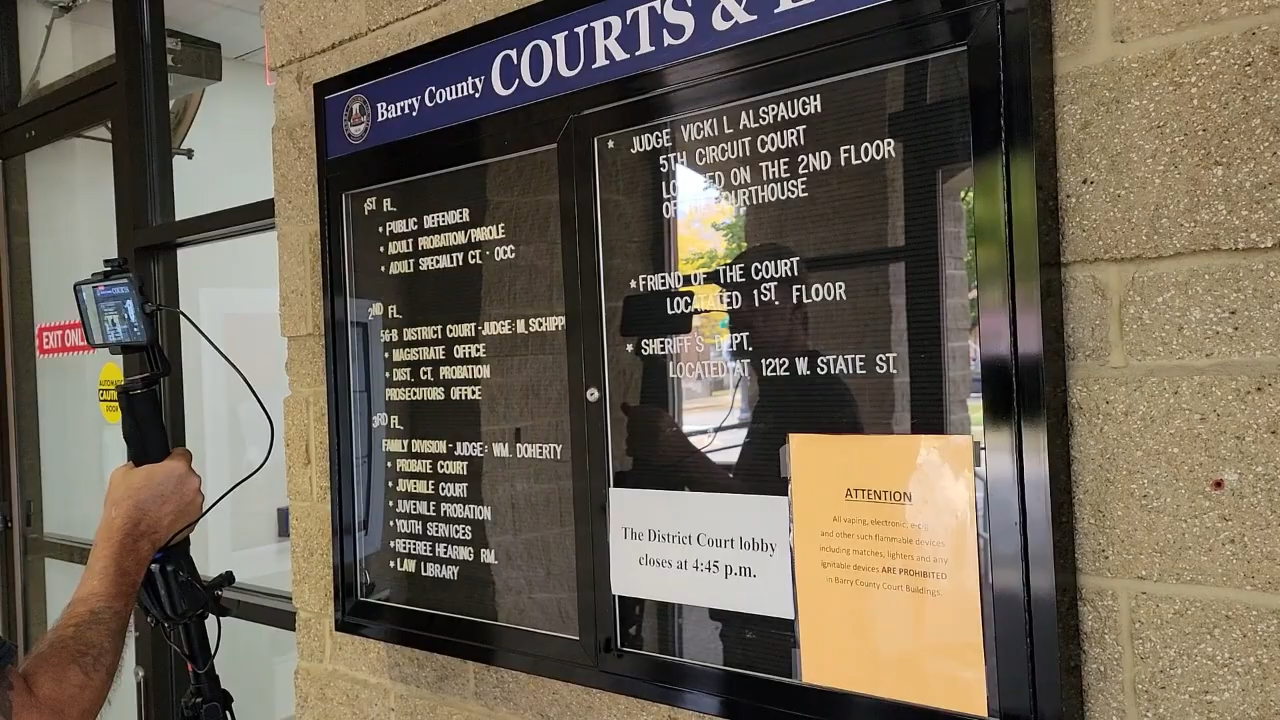 Barry County COURTS &
1ST FL.
* PUBLIC DEFENDER
* ADULT PROBATION/PAROLE
* ADULT SPECIALTY CT - OCC
2ND FL.
56-B DISTRICT COURT - JUDGE: M. SCHIPP
* MAGISTRATE OFFICE
* DIST. CT. PROBATION
PROSECUTORS OFFICE
3RD FL.
FAMILY DIVISION - JUDGE: WM. DOHERTY
* PROBATE COURT
* JUVENILE COURT
* JUVENILE PROBATION
* YOUTH SERVICES
* REFEREE HEARING RM.
* LAW LIBRARY
* JUDGE VICKI L ALSPAUGH
5TH CIRCUIT COURT
LOCATED ON THE 2ND FLOOR
OF THE COURTHOUSE
* FRIEND OF THE COURT
LOCATATED 1ST. FLOOR
* SHERIFF'S DEPT.
LOCATED AT 1212 W. STATE ST.
The District Court lobby
closes at 4:45 p.m.
ATTENTION
All vaping, electronic, e-cig
and other such flammable devices
including matches, lighters and any
ignitable devices ARE PROHIBITED
in Barry County Court Buildings.
EXIT ONLY
AUTOMATIC
CAUTION
DOOR